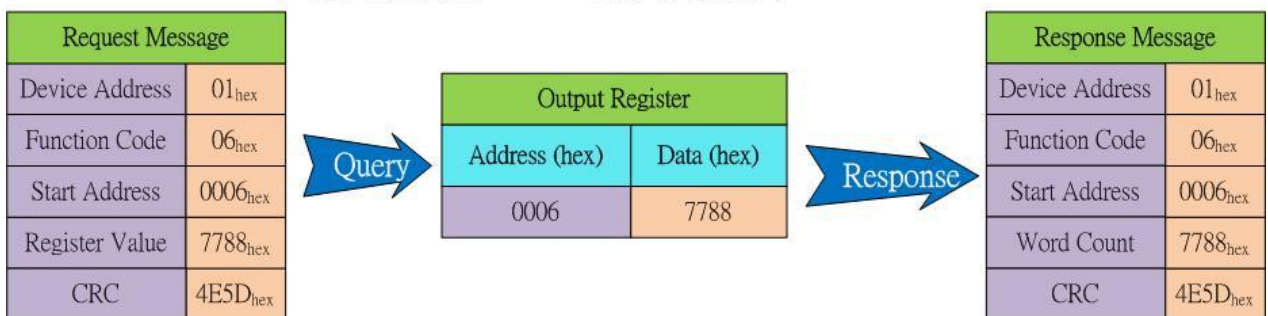 Request Message
Device Address 01hex
Function Code 06hex
Start Address 0006hex
Register Value 7788hex
CRC 4E5Dhex
Query
Output Register
Address (hex) Data (hex)
0006 7788
Response
Response Message
Device Address 01hex
Function Code 06hex
Start Address 0006hex
Word Count 7788hex
CRC 4E5Dhex